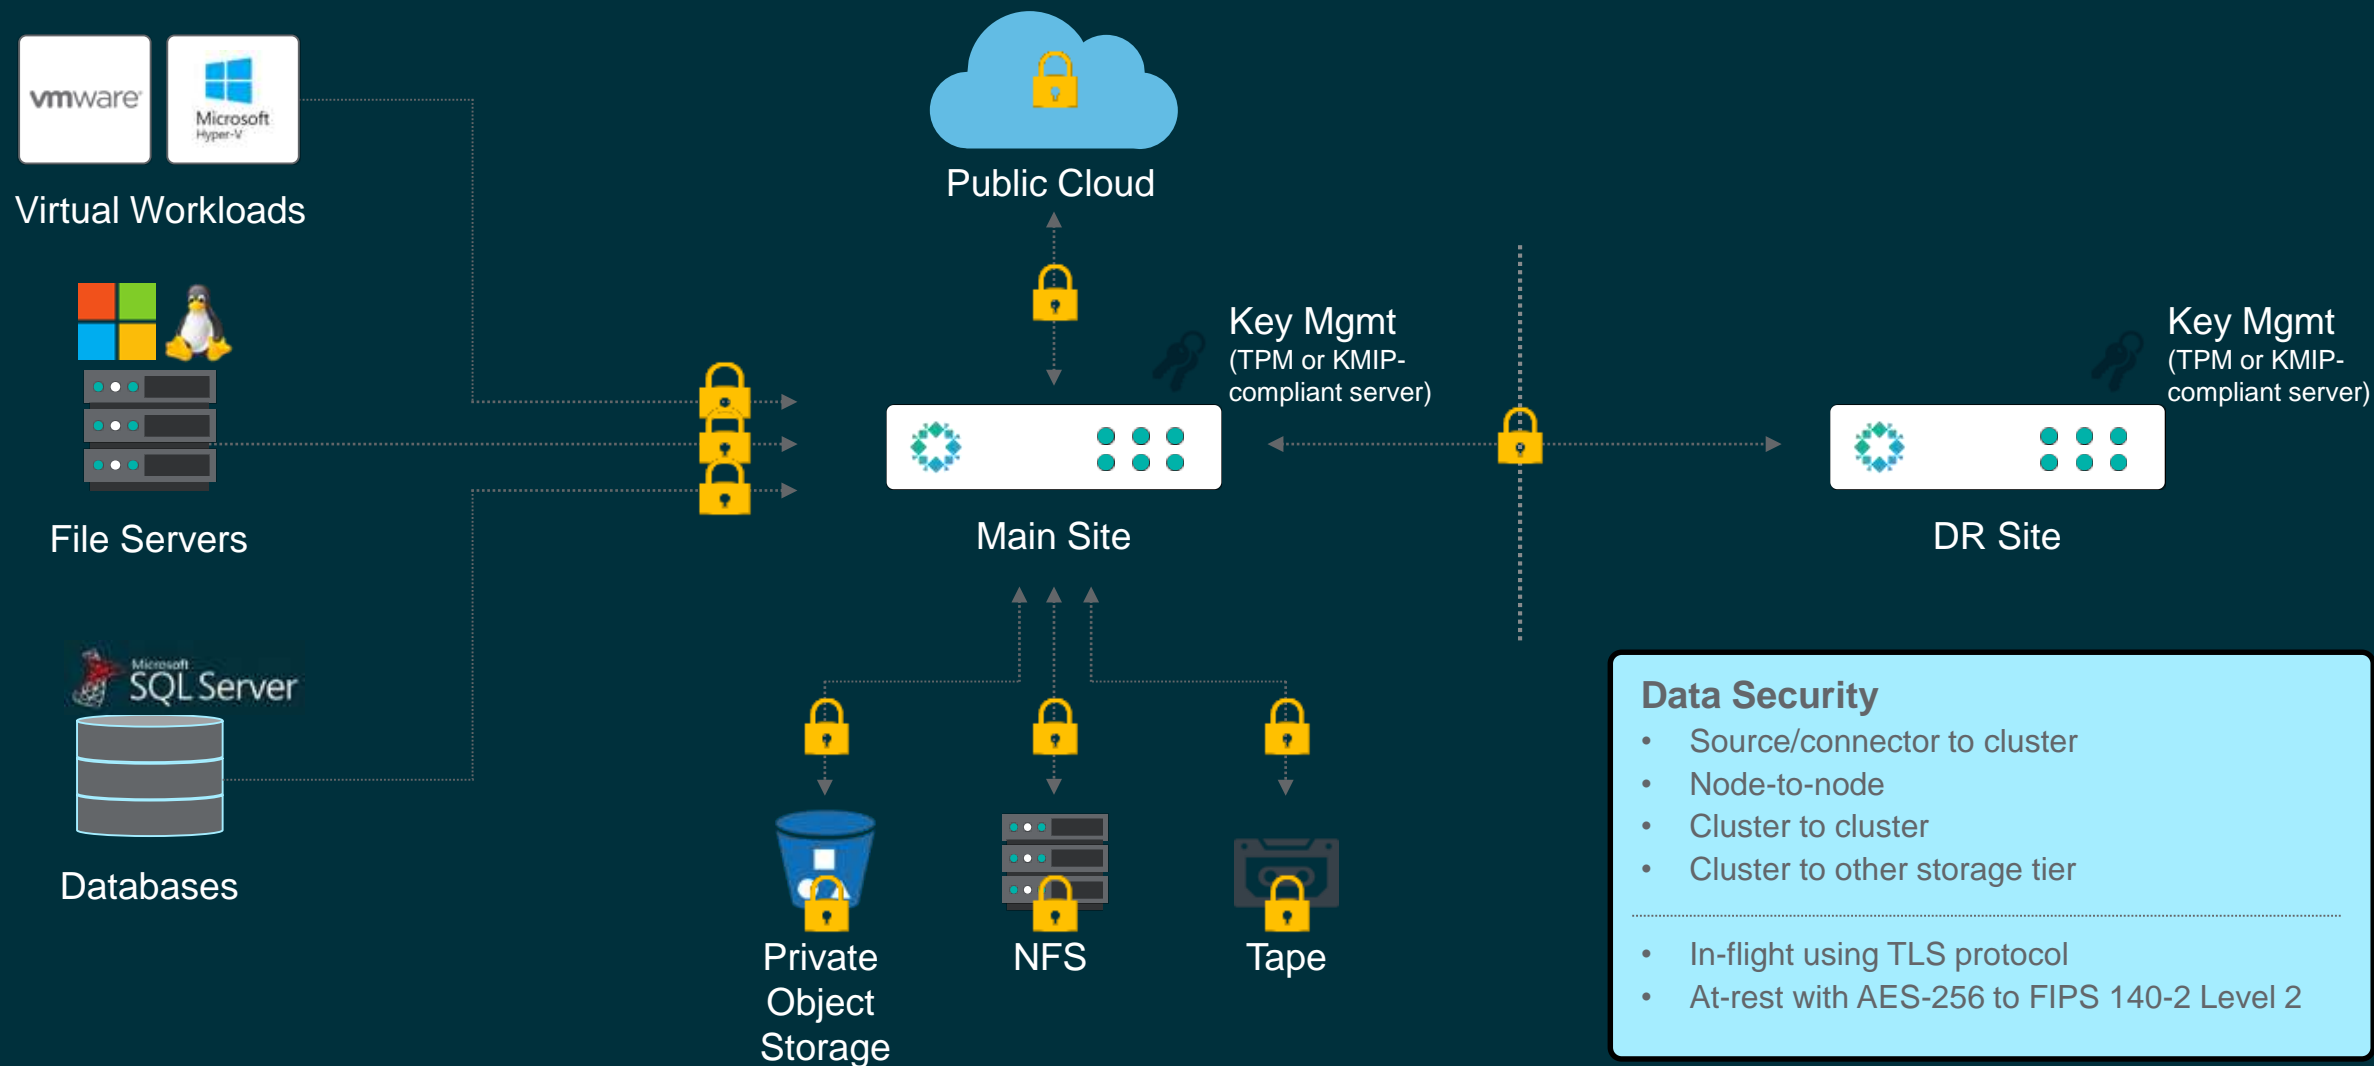 vmware
Microsoft
Hyper-V
Virtual Workloads
File Servers
Microsoft
SQL Server
Databases
Public Cloud
Key Mgmt
(TPM or KMIP-
compliant server)
Main Site
Key Mgmt
(TPM or KMIP-
compliant server)
DR Site
Private
Object
Storage
NFS
Tape
Data Security
• Source/connector to cluster
• Node-to-node
• Cluster to cluster
• Cluster to other storage tier
• In-flight using TLS protocol
• At-rest with AES-256 to FIPS 140-2 Level 2